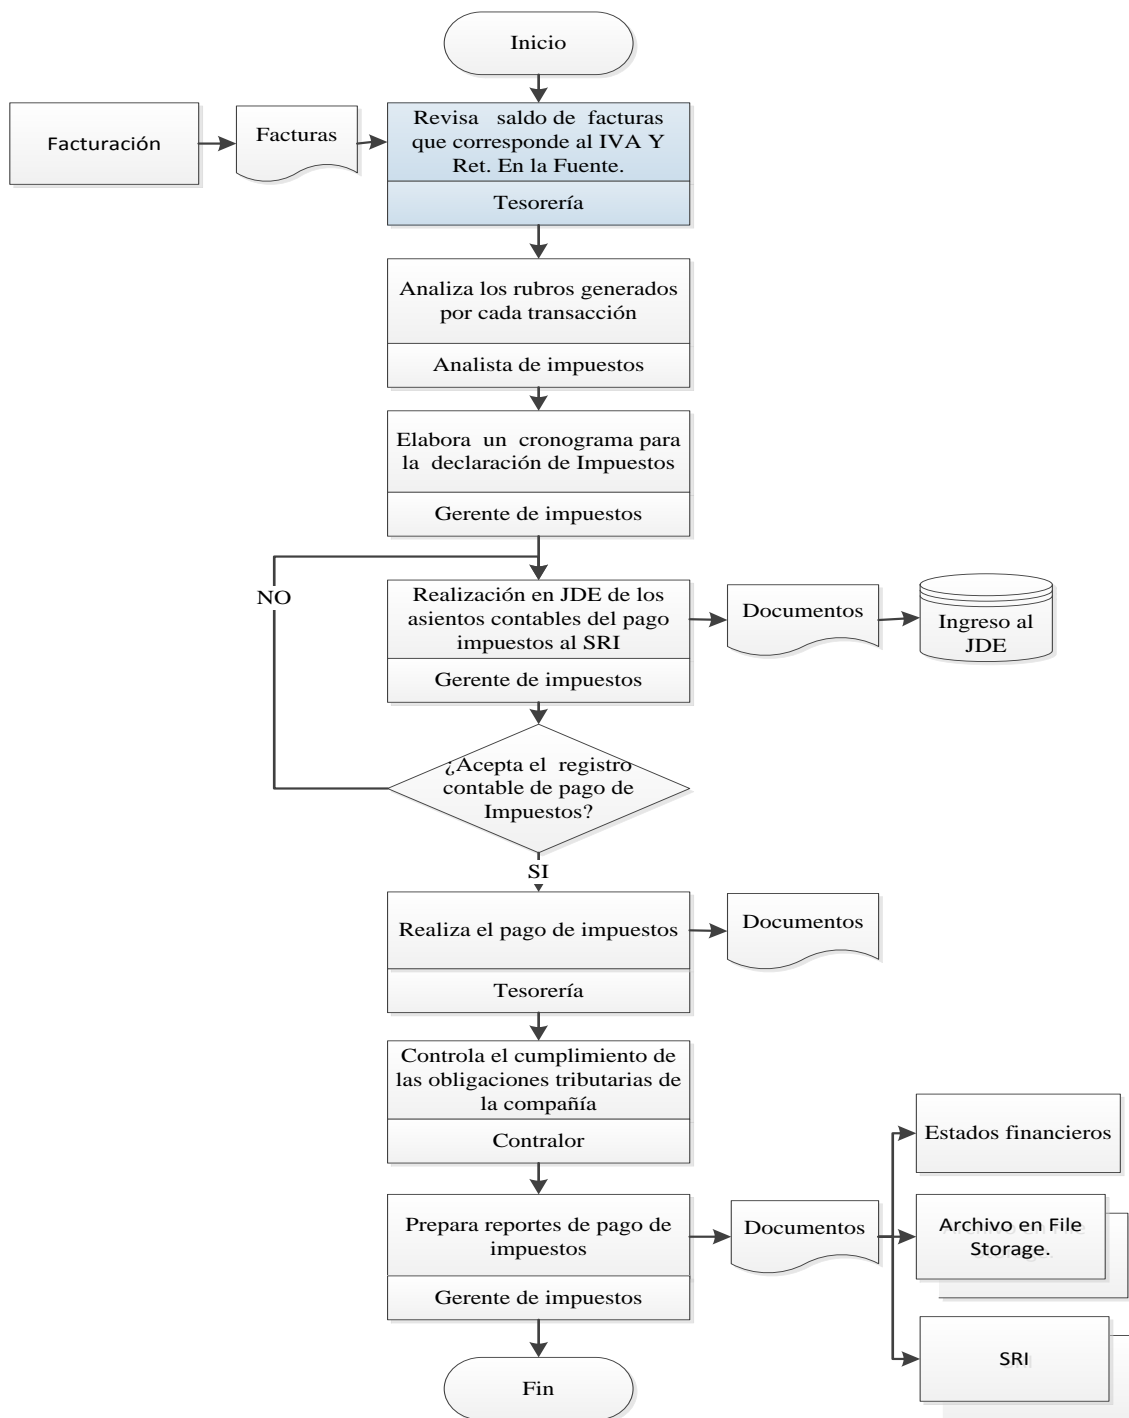 Inicio
Facturación
Facturas
Revisa saldo de facturas
que corresponde al IVA Y
Ret. En la Fuente.
Tesorería
Analiza los rubros generados
por cada transacción
Analista de impuestos
Elabora un cronograma para
la declaración de Impuestos
Gerente de impuestos
NO
Realización en JDE de los
asientos contables del pago
impuestos al SRI
Gerente de impuestos
Documentos
Ingreso al
JDE
¿Acepta el registro
contable de pago de
Impuestos?
SI
Realiza el pago de impuestos
Tesorería
Documentos
Controla el cumplimiento de
las obligaciones tributarias de
la compañía
Contralor
Prepara reportes de pago de
impuestos
Gerente de impuestos
Documentos
Estados financieros
Archivo en File
Storage.
SRI
Fin